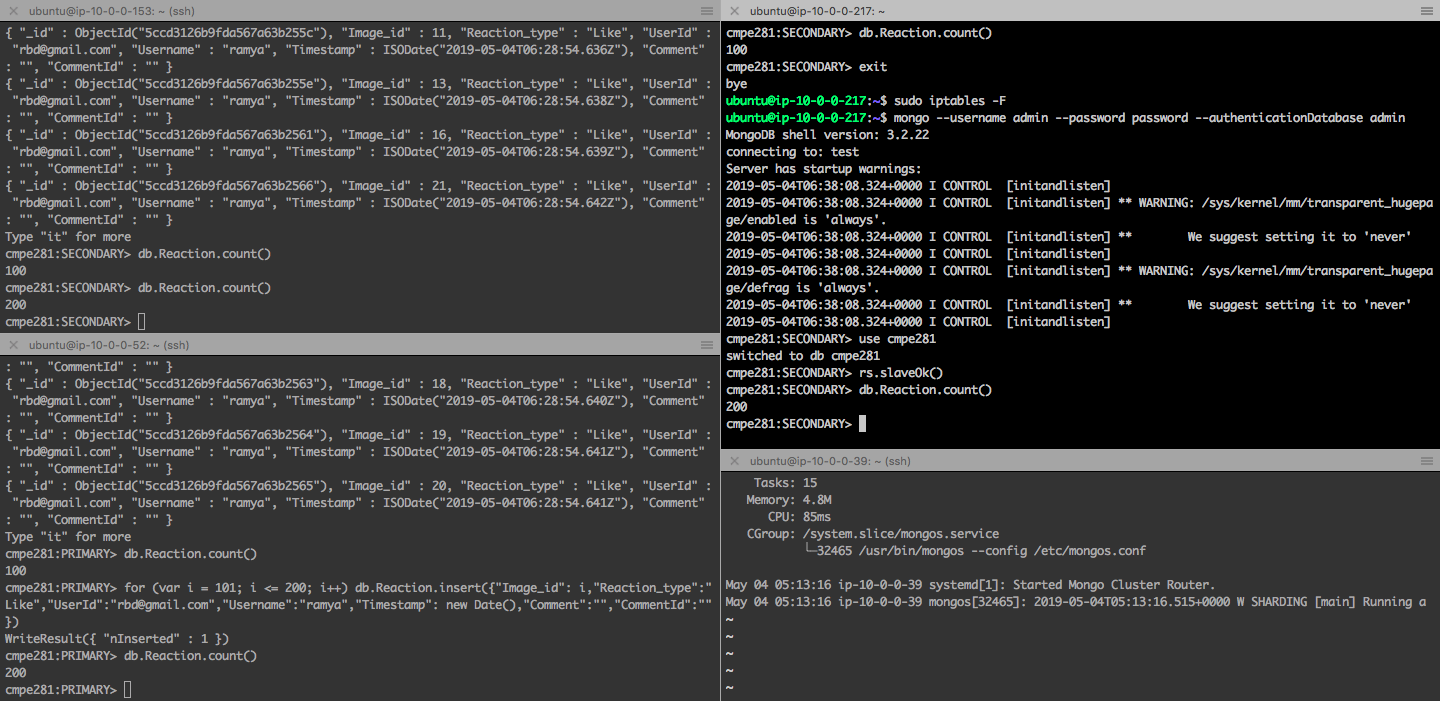 ubuntu@ip-10-0-0-153: ~ (ssh)
{ "_id" : ObjectId("5ccd3126b9fda567a63b255c"), "Image_id" : 11, "Reaction_type" : "Like", "UserId" :
"rbd@gmail.com", "Username" : "ramya", "Timestamp" : ISODate("2019-05-04T06:28:54.636Z"), "Comment"
: "", "CommentId" : "" }
{ "_id" : ObjectId("5ccd3126b9fda567a63b255e"), "Image_id" : 13, "Reaction_type" : "Like", "UserId" :
"rbd@gmail.com", "Username" : "ramya", "Timestamp" : ISODate("2019-05-04T06:28:54.638Z"), "Comment"
: "", "CommentId" : "" }
{ "_id" : ObjectId("5ccd3126b9fda567a63b2561"), "Image_id" : 16, "Reaction_type" : "Like", "UserId" :
"rbd@gmail.com", "Username" : "ramya", "Timestamp" : ISODate("2019-05-04T06:28:54.639Z"), "Comment"
: "", "CommentId" : "" }
{ "_id" : ObjectId("5ccd3126b9fda567a63b2566"), "Image_id" : 21, "Reaction_type" : "Like", "UserId" :
"rbd@gmail.com", "Username" : "ramya", "Timestamp" : ISODate("2019-05-04T06:28:54.642Z"), "Comment"
: "", "CommentId" : "" }
Type "it" for more
cmpe281:SECONDARY> db.Reaction.count()
100
cmpe281:SECONDARY> db.Reaction.count()
200
cmpe281:SECONDARY>
ubuntu@ip-10-0-0-52: ~ (ssh)
: "", "CommentId" : "" }
{ "_id" : ObjectId("5ccd3126b9fda567a63b2563"), "Image_id" : 18, "Reaction_type" : "Like", "UserId" :
"rbd@gmail.com", "Username" : "ramya", "Timestamp" : ISODate("2019-05-04T06:28:54.640Z"), "Comment"
: "", "CommentId" : "" }
{ "_id" : ObjectId("5ccd3126b9fda567a63b2564"), "Image_id" : 19, "Reaction_type" : "Like", "UserId" :
"rbd@gmail.com", "Username" : "ramya", "Timestamp" : ISODate("2019-05-04T06:28:54.641Z"), "Comment"
: "", "CommentId" : "" }
{ "_id" : ObjectId("5ccd3126b9fda567a63b2565"), "Image_id" : 20, "Reaction_type" : "Like", "UserId" :
"rbd@gmail.com", "Username" : "ramya", "Timestamp" : ISODate("2019-05-04T06:28:54.641Z"), "Comment"
: "", "CommentId" : "" }
Type "it" for more
cmpe281:PRIMARY> db.Reaction.count()
100
cmpe281:PRIMARY> for (var i = 101; i <= 200; i++) db.Reaction.insert({"Image_id": i,"Reaction_type":"
Like","UserId":"rbd@gmail.com","Username":"ramya","Timestamp": new Date(),"Comment":"","CommentId":""
})
WriteResult({ "nInserted" : 1 })
cmpe281:PRIMARY> db.Reaction.count()
200
cmpe281:PRIMARY>
ubuntu@ip-10-0-0-217: ~
cmpe281:SECONDARY> db.Reaction.count()
100
cmpe281:SECONDARY> exit
bye
ubuntu@ip-10-0-0-217:~$ sudo iptables -F
ubuntu@ip-10-0-0-217:~$ mongo --username admin --password password --authenticationDatabase admin
MongoDB shell version: 3.2.22
connecting to: test
Server has startup warnings:
2019-05-04T06:38:08.324+0000 I CONTROL  [initandlisten]
2019-05-04T06:38:08.324+0000 I CONTROL  [initandlisten] ** WARNING: /sys/kernel/mm/transparent_hugepa
ge/enabled is 'always'.
2019-05-04T06:38:08.324+0000 I CONTROL  [initandlisten] **        We suggest setting it to 'never'
2019-05-04T06:38:08.324+0000 I CONTROL  [initandlisten]
2019-05-04T06:38:08.324+0000 I CONTROL  [initandlisten] ** WARNING: /sys/kernel/mm/transparent_hugepa
ge/defrag is 'always'.
2019-05-04T06:38:08.324+0000 I CONTROL  [initandlisten] **        We suggest setting it to 'never'
2019-05-04T06:38:08.324+0000 I CONTROL  [initandlisten]
cmpe281:SECONDARY> use cmpe281
switched to db cmpe281
cmpe281:SECONDARY> rs.slaveOk()
cmpe281:SECONDARY> db.Reaction.count()
200
cmpe281:SECONDARY>
ubuntu@ip-10-0-0-39: ~ (ssh)
Tasks: 15
Memory: 4.8M
CPU: 85ms
CGroup: /system.slice/mongos.service
└─32465 /usr/bin/mongos --config /etc/mongos.conf
May 04 05:13:16 ip-10-0-0-39 systemd[1]: Started Mongo Cluster Router.
May 04 05:13:16 ip-10-0-0-39 mongos[32465]: 2019-05-04T05:13:16.515+0000 W SHARDING [main] Running a
~
~
~
~
~